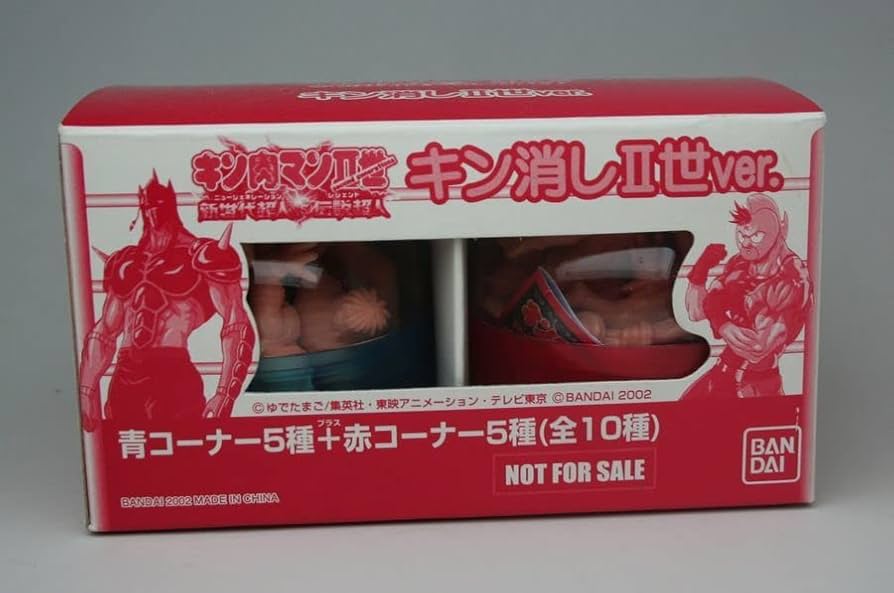 キン消しⅡ世ver.
キン肉マンⅡ世
ニュージェネレーション レジェンド
新世代超人VS伝説超人
キン消しⅡ世ver.
©ゆでたまご/集英社・東映アニメーション・テレビ東京 ©BANDAI 2002
プラス
青コーナー5種+赤コーナー5種(全10種)
NOT FOR SALE
BAN
DAI
BANDAI 2002 MADE IN CHINA